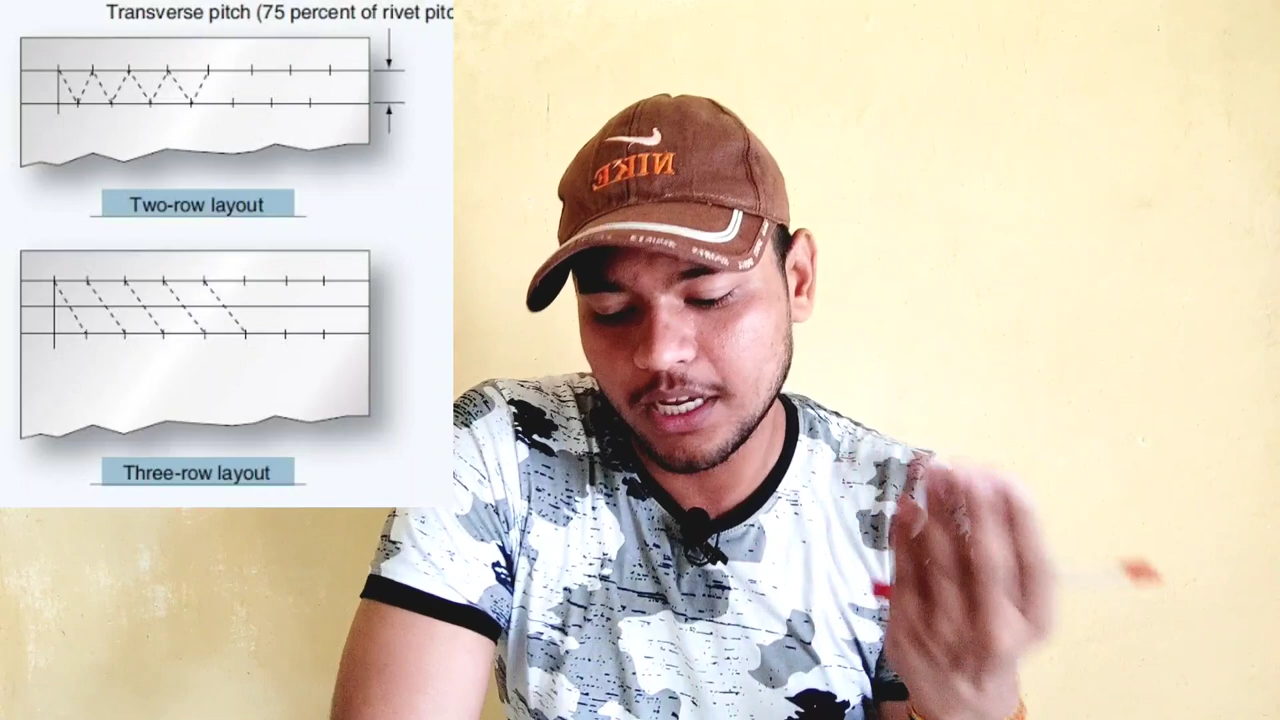 Transverse pitch (75 percent of rivet pitc
Two-row layout
Three-row layout
NIKE